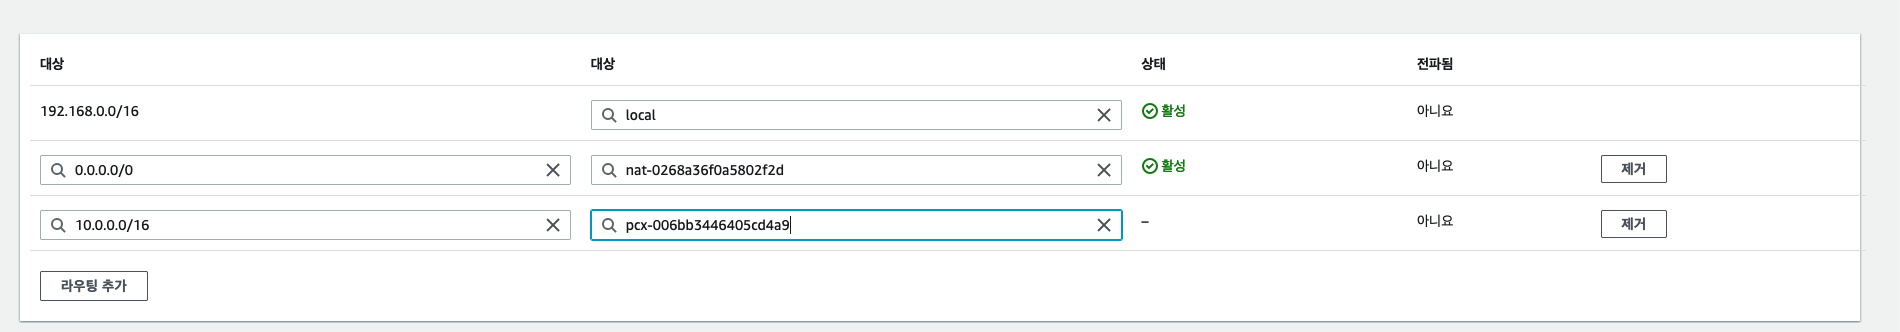 대상 대상 상태 전파됨
192.168.0.0/16 local 활성 아니요
0.0.0.0/0 nat-0268a36f0a5802f2d 활성 아니요 제거
10.0.0.0/16 pcx-006bb3446405cd4a9 – 아니요 제거
라우팅 추가